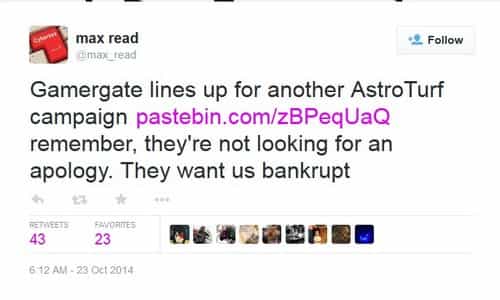 max read
@max_read
Follow
Gamergate lines up for another AstroTurf
campaign pastebin.com/zBPeqUaQ
remember, they're not looking for an
apology. They want us bankrupt
RETWEETS FAVORITES
43 23
6:12 AM - 23 Oct 2014